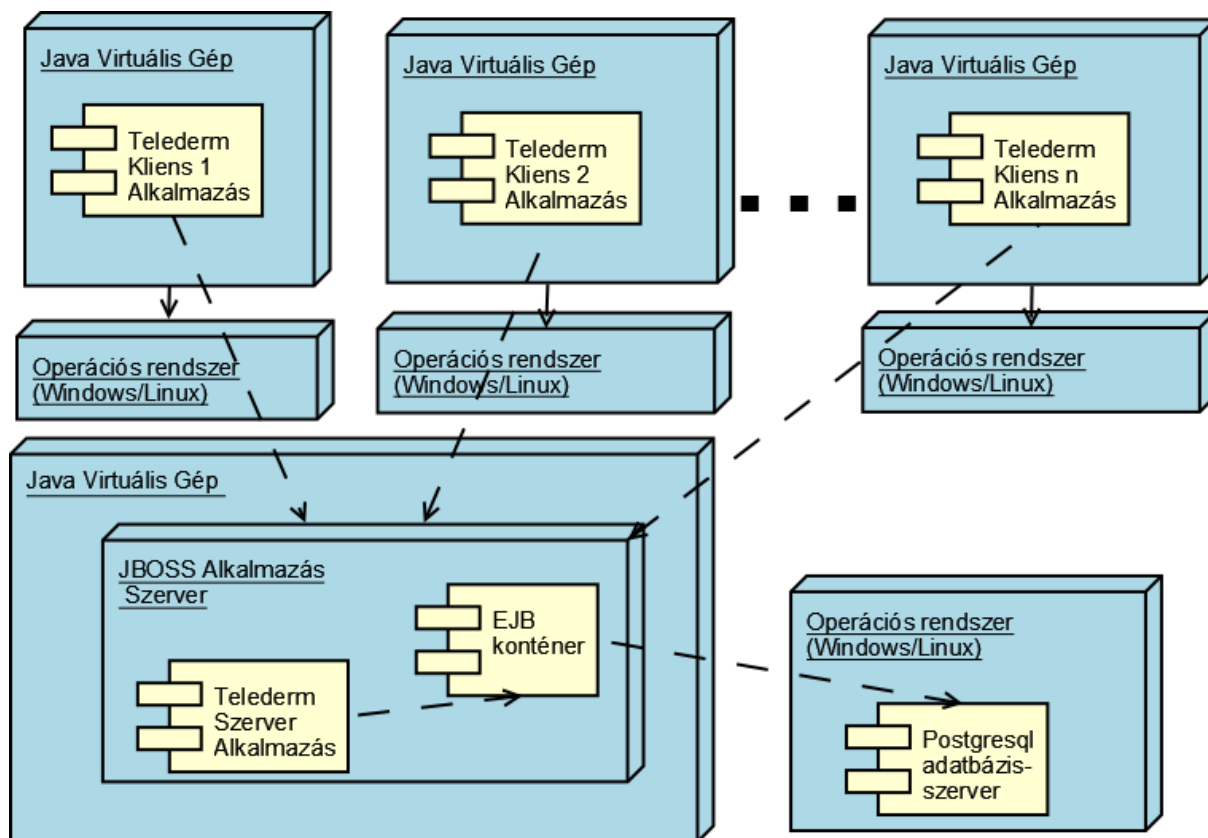 Java Virtuális Gép
Telederm
Kliens 1
Alkalmazás
Java Virtuális Gép
Telederm
Kliens 2
Alkalmazás
Java Virtuális Gép
Telederm
Kliens n
Alkalmazás
Operációs rendszer
(Windows/Linux)
Operációs rendszer
(Windows/Linux)
Operációs rendszer
(Windows/Linux)
Java Virtuális Gép
JBOSS Alkalmazás
Szerver
EJB
konténer
Telederm
Szerver
Alkalmazás
Operációs rendszer
(Windows/Linux)
Postgresql
adatbázis-
szerver